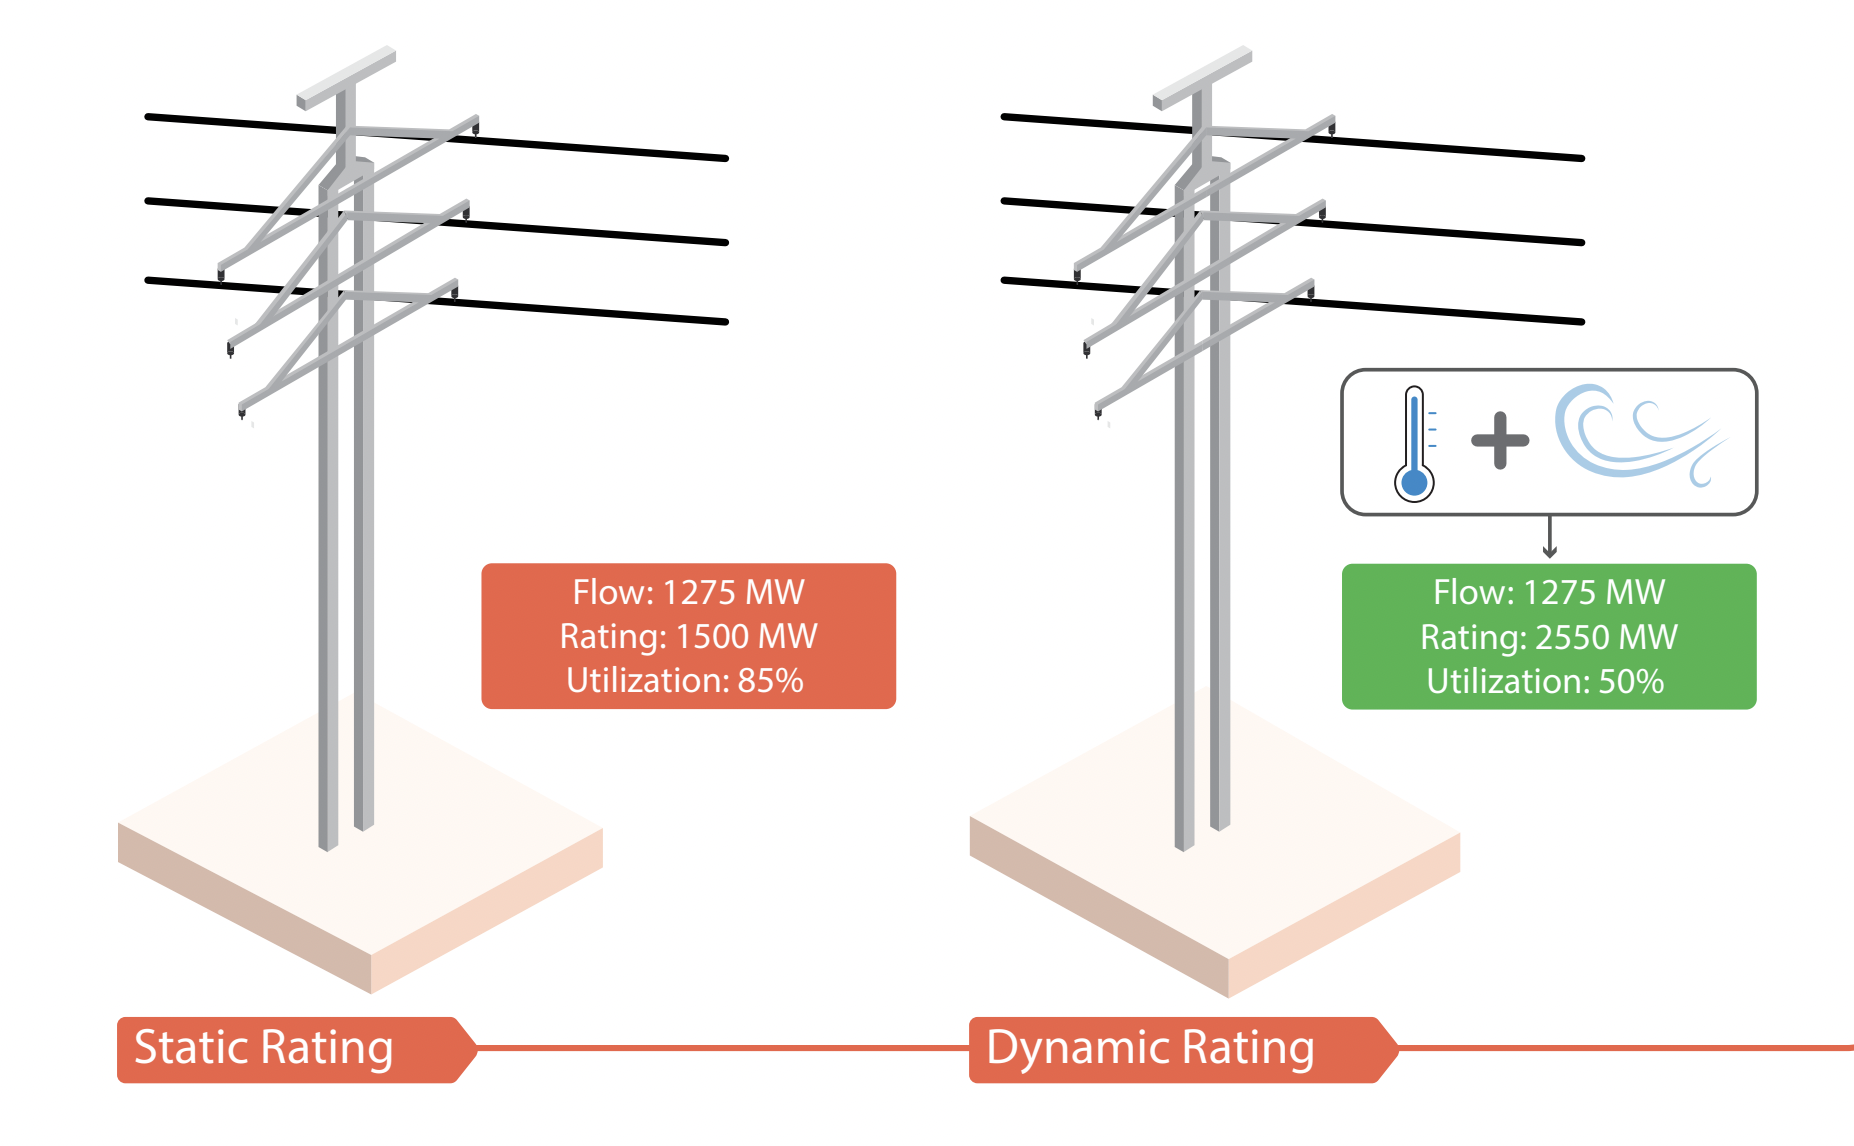 Flow: 1275 MW
Rating: 1500 MW
Utilization: 85%
Flow: 1275 MW
Rating: 2550 MW
Utilization: 50%
Static Rating
Dynamic Rating